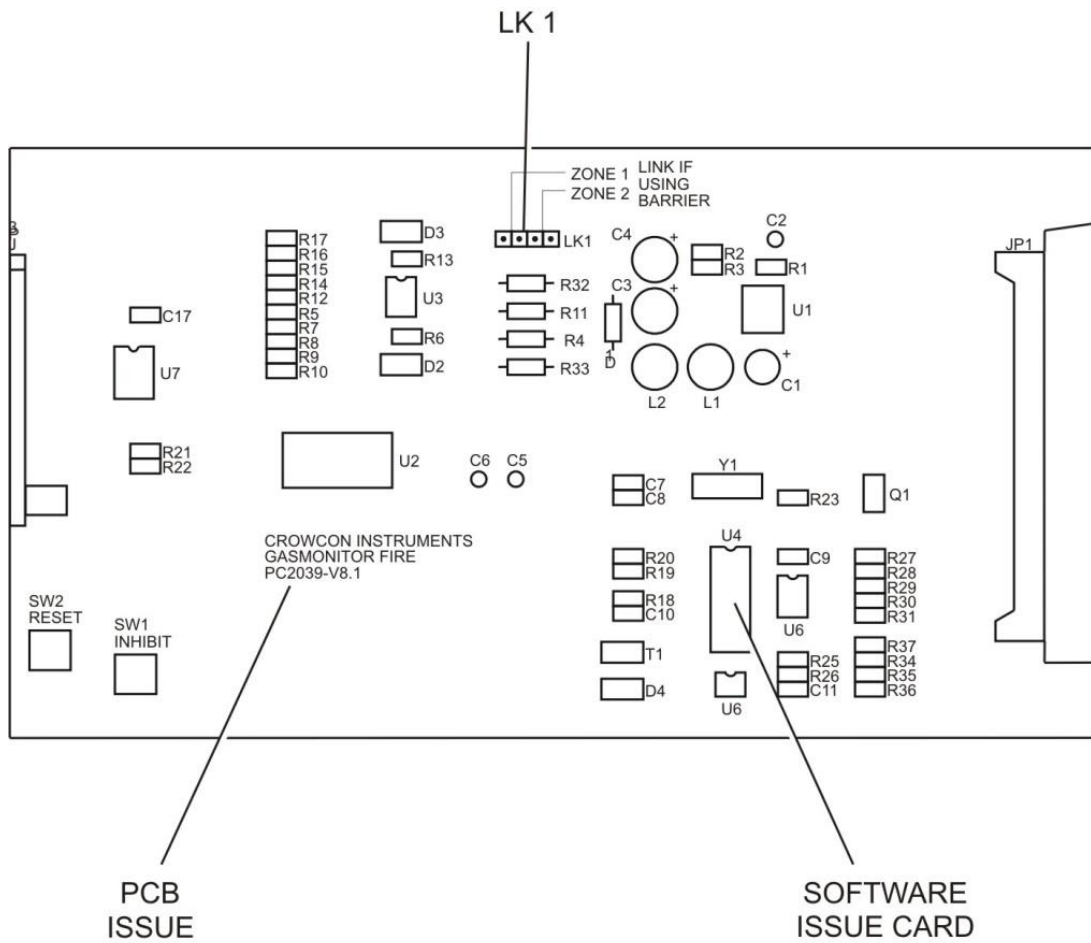 LK 1
ZONE 1 LINK IF
ZONE 2 USING
BARRIER
LK1
C2
C4
R2
R3
R1
JP1
D3
R13
U3
R6
D2
R17
R16
R15
R14
R12
R5
R7
R8
R9
R10
R32
R11
R4
R33
C3
D1
U1
C17
U7
L2
L1
C1
R21
R22
U2
C6
C5
C7
C8
Y1
R23
Q1
CROWCON INSTRUMENTS
GASMONITOR FIRE
PC2039-V8.1
U4
R20
R19
C9
R27
R28
R29
R30
R31
R18
C10
U6
SW2
RESET
SW1
INHIBIT
T1
D4
R25
R26
C11
U6
R37
R34
R35
R36
PCB
ISSUE
SOFTWARE
ISSUE CARD